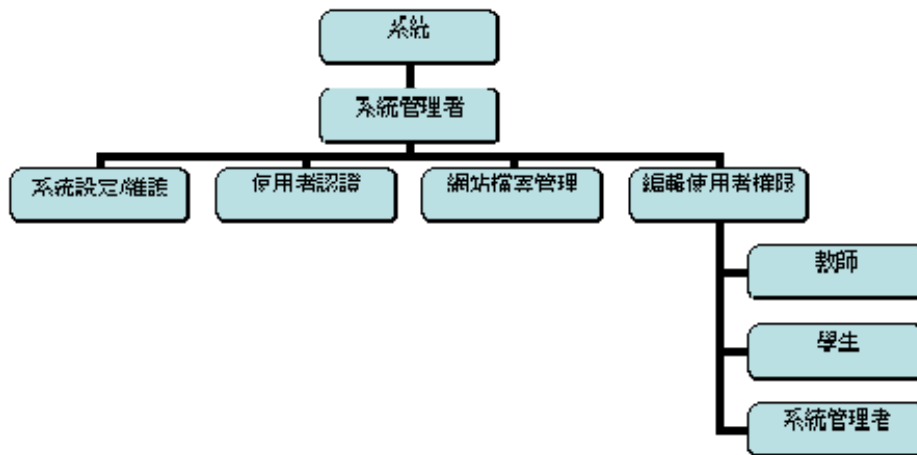 系統
系統管理者
系統設定/維護
使用者認證
網站檔案管理
編輯使用者權限
教師
學生
系統管理者